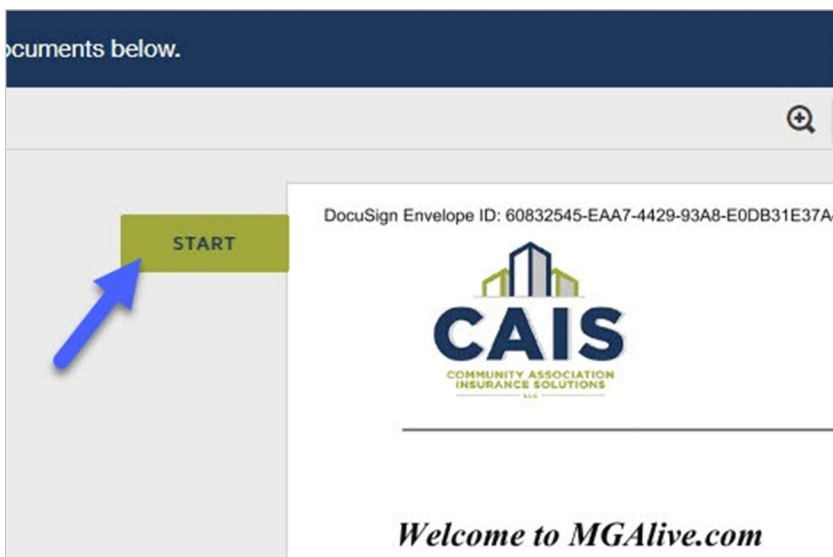 ocuments below.
DocuSign Envelope ID: 60832545-EAA7-4429-93A8-E0DB31E37A
START
CAIS
COMMUNITY ASSOCIATION
INSURANCE SOLUTIONS
LLC
Welcome to MGAlive.com